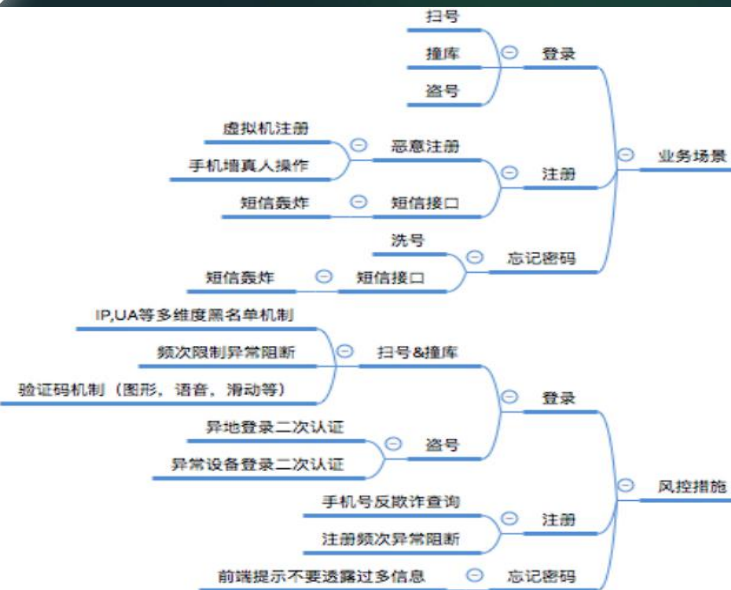 扫号
撞库
登录
盗号
虚拟机注册
恶意注册
业务场景
手机墙真人操作
注册
短信轰炸
短信接口
洗号
忘记密码
短信轰炸
短信接口
IP,UA等多维度黑名单机制
频次限制异常阻断
扫号&撞库
验证码机制（图形，语音，滑动等）
登录
异地登录二次认证
盗号
异常设备登录二次认证
风控措施
手机号反欺诈查询
注册
注册频次异常阻断
前端提示不要透露过多信息
忘记密码